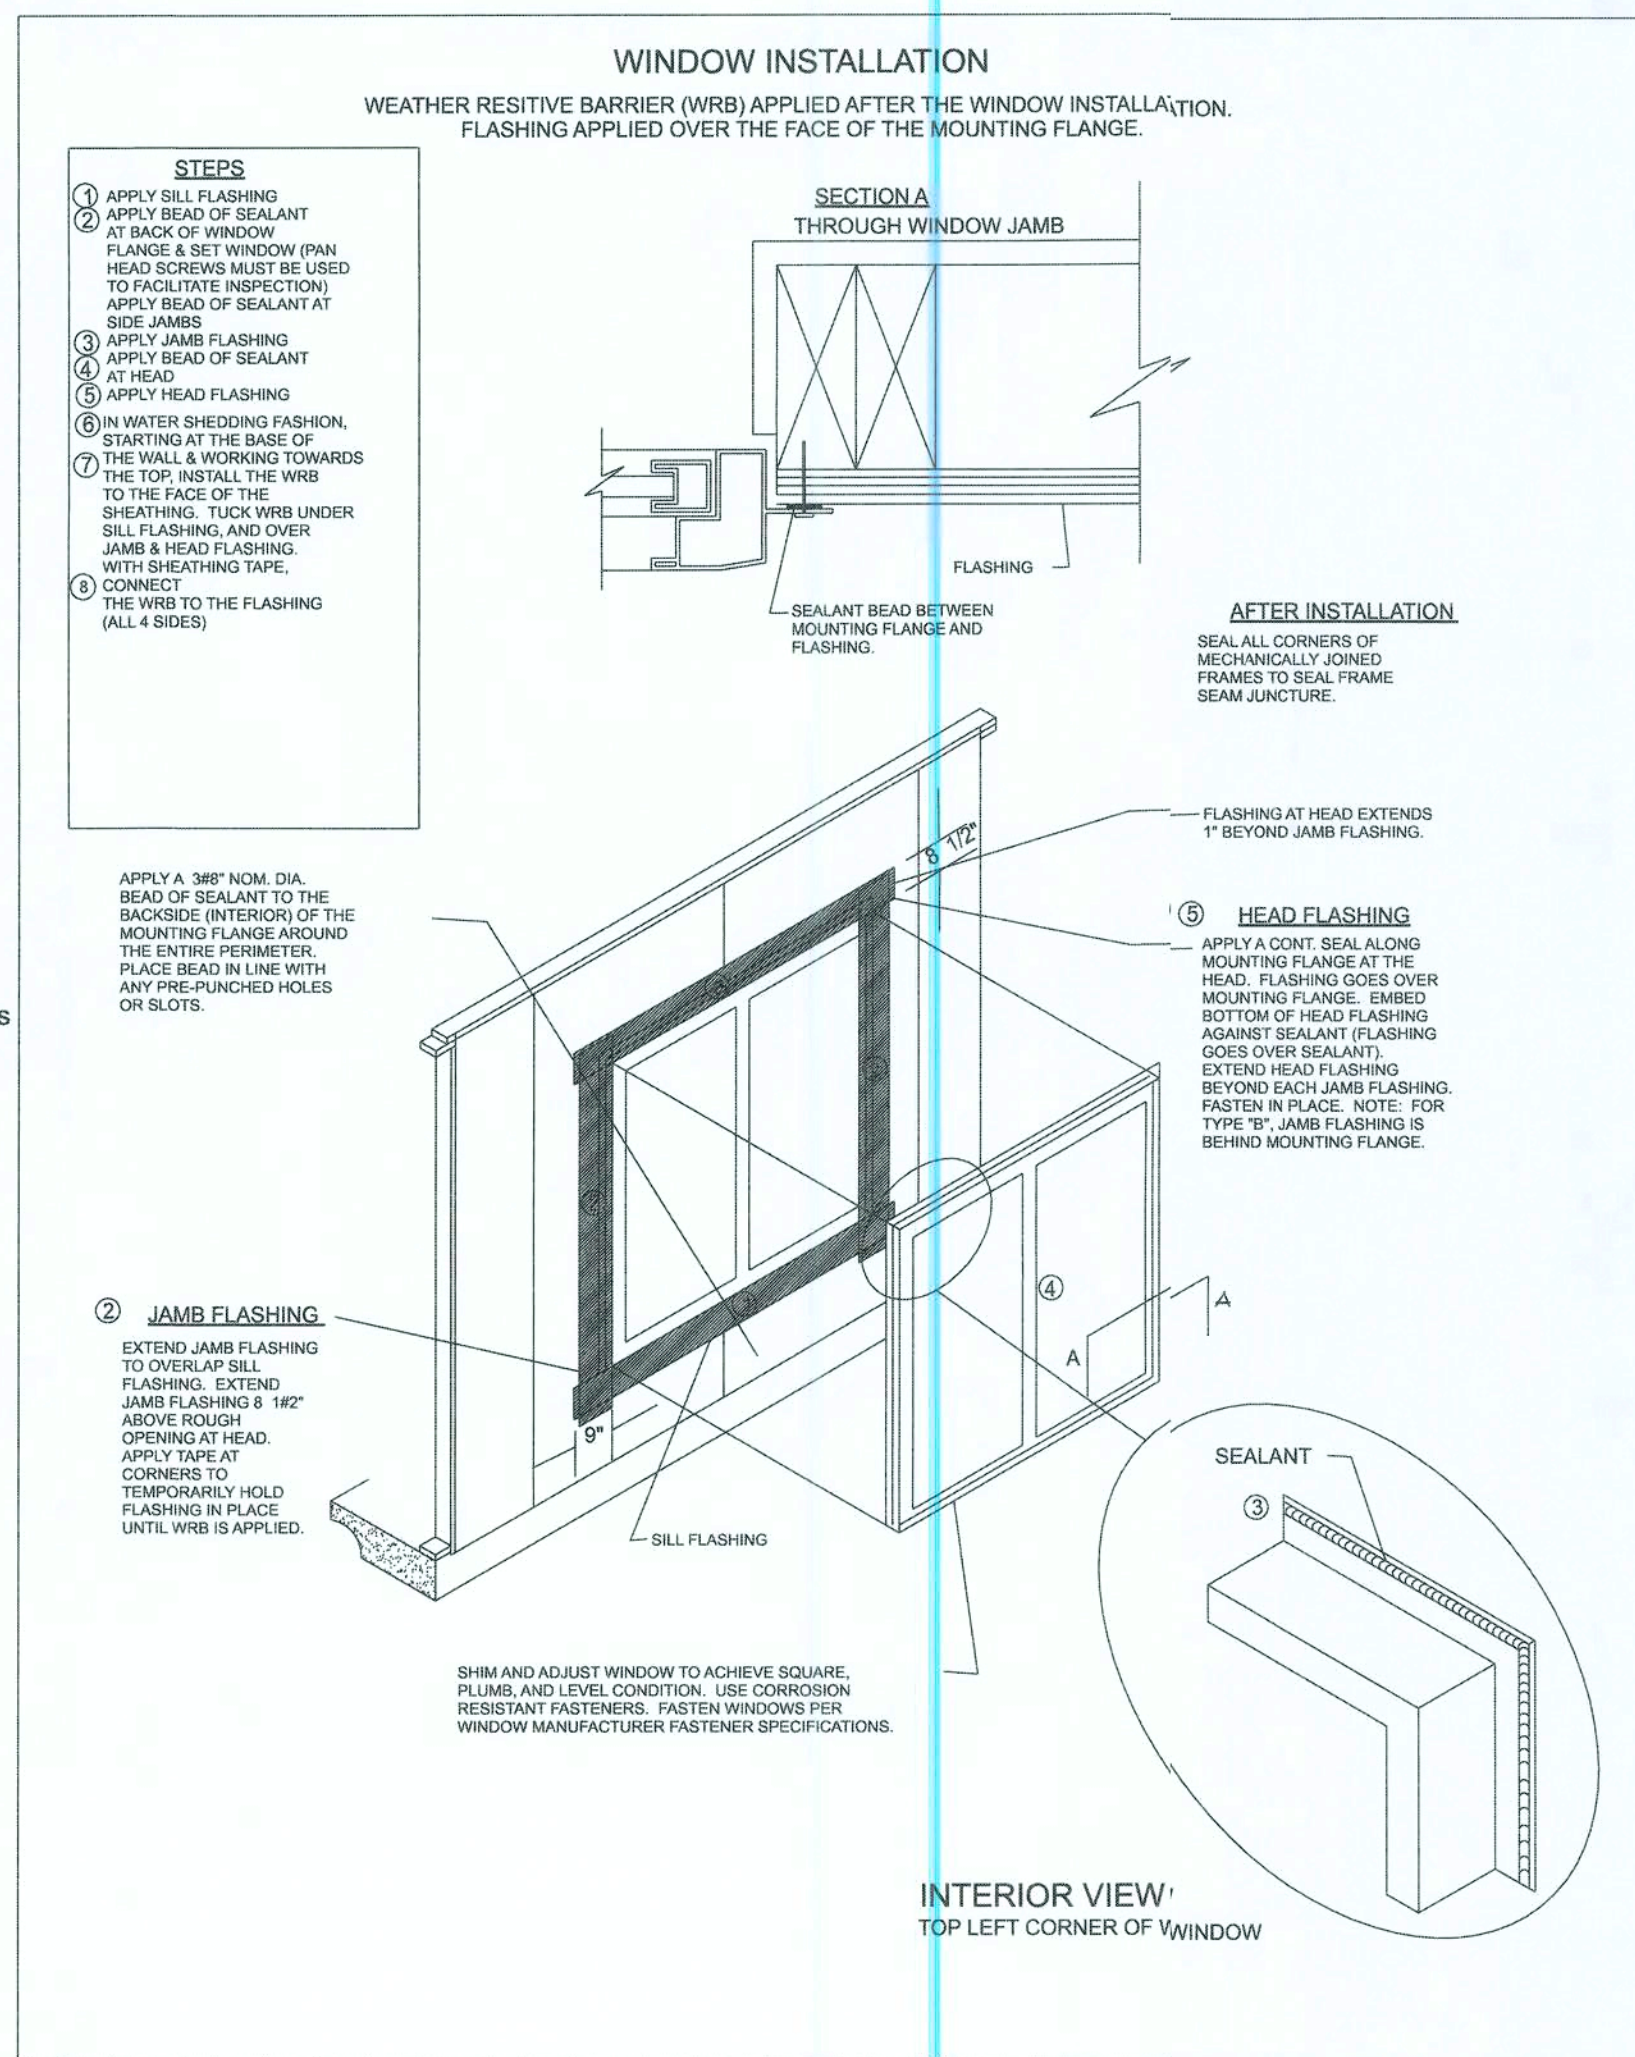 WINDOW INSTALLATION
WEATHER RESITIVE BARRIER (WRB) APPLIED AFTER THE WINDOW INSTALLATION.
FLASHING APPLIED OVER THE FACE OF THE MOUNTING FLANGE.
STEPS
1 APPLY SILL FLASHING
2 APPLY BEAD OF SEALANT
AT BACK OF WINDOW
FLANGE & SET WINDOW (PAN
HEAD SCREWS MUST BE USED
TO FACILITATE INSPECTION)
APPLY BEAD OF SEALANT AT
SIDE JAMBS
3 APPLY JAMB FLASHING
4 APPLY BEAD OF SEALANT
AT HEAD
5 APPLY HEAD FLASHING
6 IN WATER SHEDDING FASHION,
STARTING AT THE BASE OF
7 THE WALL & WORKING TOWARDS
THE TOP, INSTALL THE WRB
TO THE FACE OF THE
SHEATHING. TUCK WRB UNDER
SILL FLASHING, AND OVER
JAMB & HEAD FLASHING.
WITH SHEATHING TAPE,
8 CONNECT
THE WRB TO THE FLASHING
(ALL 4 SIDES)
SECTION A
THROUGH WINDOW JAMB
FLASHING
SEALANT BEAD BETWEEN
MOUNTING FLANGE AND
FLASHING.
AFTER INSTALLATION
SEAL ALL CORNERS OF
MECHANICALLY JOINED
FRAMES TO SEAL FRAME
SEAM JUNCTURE.
FLASHING AT HEAD EXTENDS
1" BEYOND JAMB FLASHING.
8 1/2"
APPLY A 3#8" NOM. DIA.
BEAD OF SEALANT TO THE
BACKSIDE (INTERIOR) OF THE
MOUNTING FLANGE AROUND
THE ENTIRE PERIMETER.
PLACE BEAD IN LINE WITH
ANY PRE-PUNCHED HOLES
OR SLOTS.
S
5 HEAD FLASHING
APPLY A CONT. SEAL ALONG
MOUNTING FLANGE AT THE
HEAD. FLASHING GOES OVER
MOUNTING FLANGE. EMBED
BOTTOM OF HEAD FLASHING
AGAINST SEALANT (FLASHING
GOES OVER SEALANT).
EXTEND HEAD FLASHING
BEYOND EACH JAMB FLASHING.
FASTEN IN PLACE. NOTE: FOR
TYPE "B", JAMB FLASHING IS
BEHIND MOUNTING FLANGE.
2 JAMB FLASHING
EXTEND JAMB FLASHING
TO OVERLAP SILL
FLASHING. EXTEND
JAMB FLASHING 8 1#2"
ABOVE ROUGH
OPENING AT HEAD.
APPLY TAPE AT
CORNERS TO
TEMPORARILY HOLD
FLASHING IN PLACE
UNTIL WRB IS APPLIED.
4
A
A
9"
SILL FLASHING
SEALANT
3
SHIM AND ADJUST WINDOW TO ACHIEVE SQUARE,
PLUMB, AND LEVEL CONDITION. USE CORROSION
RESISTANT FASTENERS. FASTEN WINDOWS PER
WINDOW MANUFACTURER FASTENER SPECIFICATIONS.
INTERIOR VIEW
TOP LEFT CORNER OF WINDOW